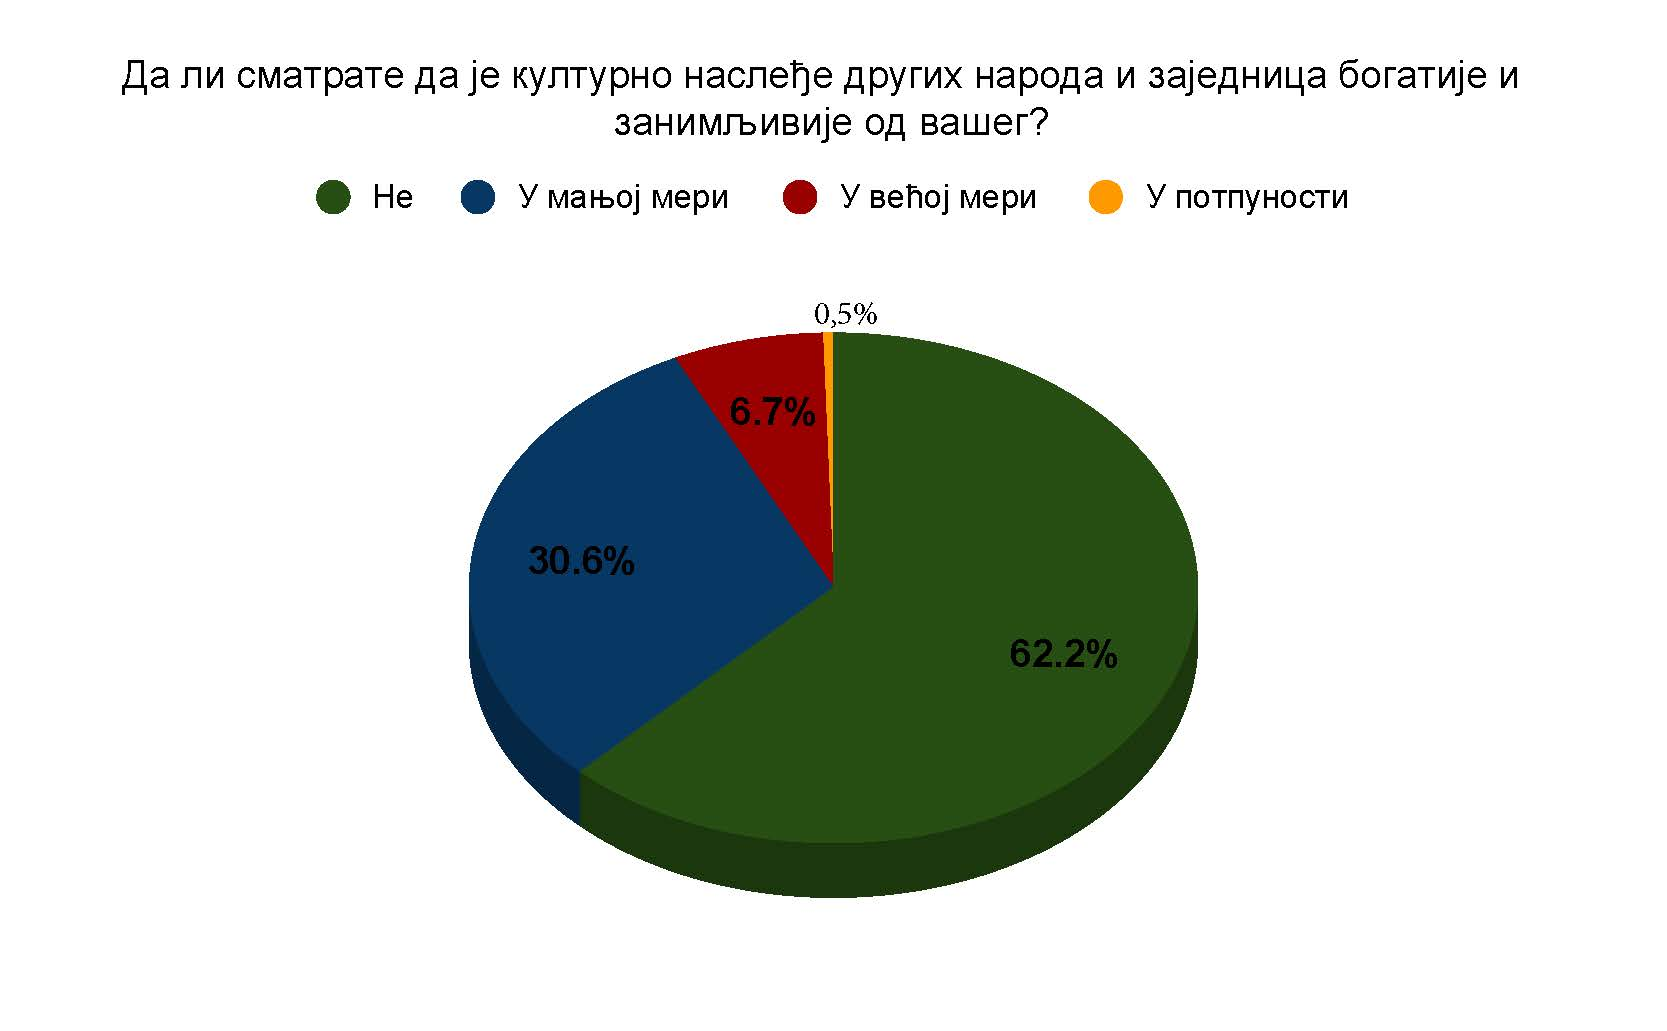 Да ли сматрате да је културно наслеђе других народа и заједница богатије и
занимљивије од вашег?
Не У мањој мери У већој мери У потпуности
0,5%
6.7%
30.6%
62.2%